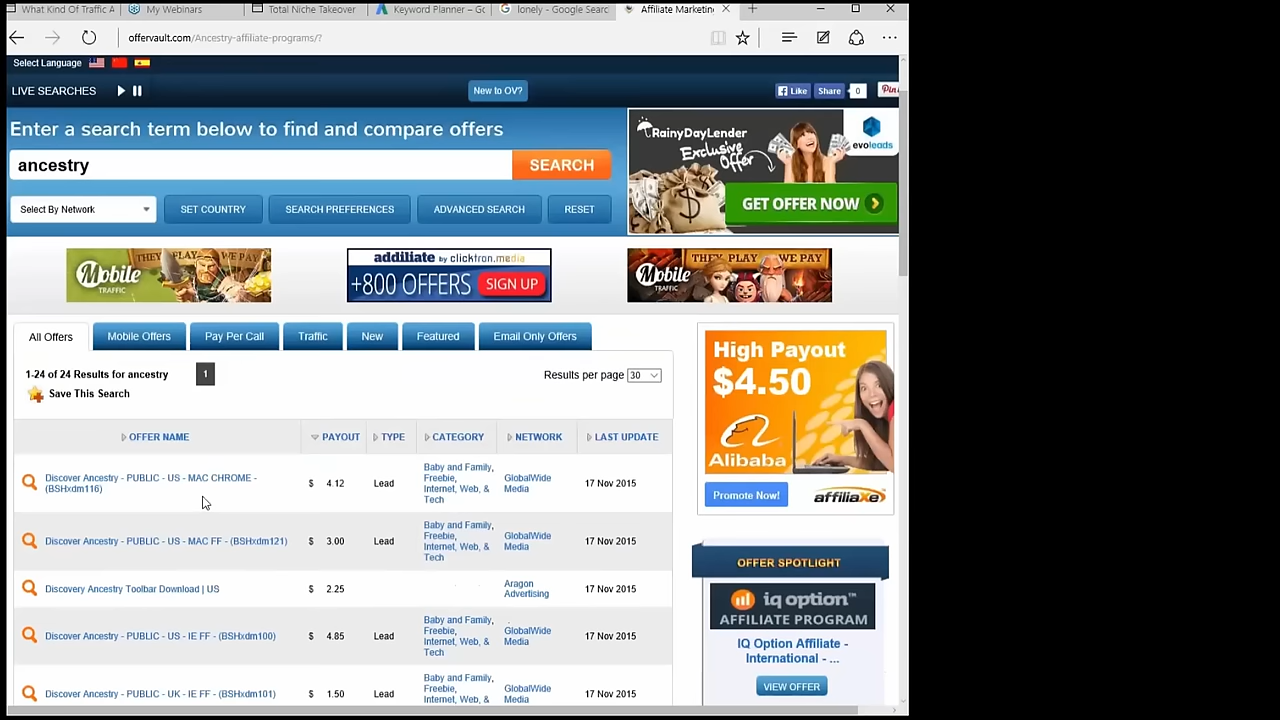 What Kind Of Traffic A
My Webinars
Total Niche Takeover
Keyword Planner – Go
lonely - Google Searc
Affiliate Marketin
offervault.com/Ancestry-affiliate-programs/?
Select Language
LIVE SEARCHES
New to OV?
Like
Share
0
Pin
Enter a search term below to find and compare offers
ancestry
SEARCH
Select By Network
SET COUNTRY
SEARCH PREFERENCES
ADVANCED SEARCH
RESET
RainyDayLender
Exclusive
Offer
evoleads
GET OFFER NOW
THEY PLAY WE PAY
Mobile
TRAFFIC
addiliate by clicktron.media
+800 OFFERS SIGN UP
THEY PLAY, WE PAY
Mobile
TRAFFIC
All Offers
Mobile Offers
Pay Per Call
Traffic
New
Featured
Email Only Offers
1-24 of 24 Results for ancestry
1
Results per page 30
Save This Search
OFFER NAME PAYOUT TYPE CATEGORY NETWORK LAST UPDATE
Discover Ancestry - PUBLIC - US - MAC CHROME -
(BSHxdm116)
$ 4.12
Lead
Baby and Family,
Freebie,
Internet, Web, &
Tech
GlobalWide
Media
17 Nov 2015
Discover Ancestry - PUBLIC - US - MAC FF - (BSHxdm121)
$ 3.00
Lead
Baby and Family,
Freebie,
Internet, Web, &
Tech
GlobalWide
Media
17 Nov 2015
Discovery Ancestry Toolbar Download | US
$ 2.25
Aragon
Advertising
17 Nov 2015
Discover Ancestry - PUBLIC - US - IE FF - (BSHxdm100)
$ 4.85
Lead
Baby and Family,
Freebie,
Internet, Web, &
Tech
GlobalWide
Media
17 Nov 2015
Discover Ancestry - PUBLIC - UK - IE FF - (BSHxdm101)
$ 1.50
Lead
Baby and Family,
Freebie,
Internet, Web, &
GlobalWide
Media
17 Nov 2015
High Payout
$4.50
Alibaba
Promote Now!
affiliaXe
OFFER SPOTLIGHT
iq option™
AFFILIATE PROGRAM
IQ Option Affiliate -
International - ...
VIEW OFFER